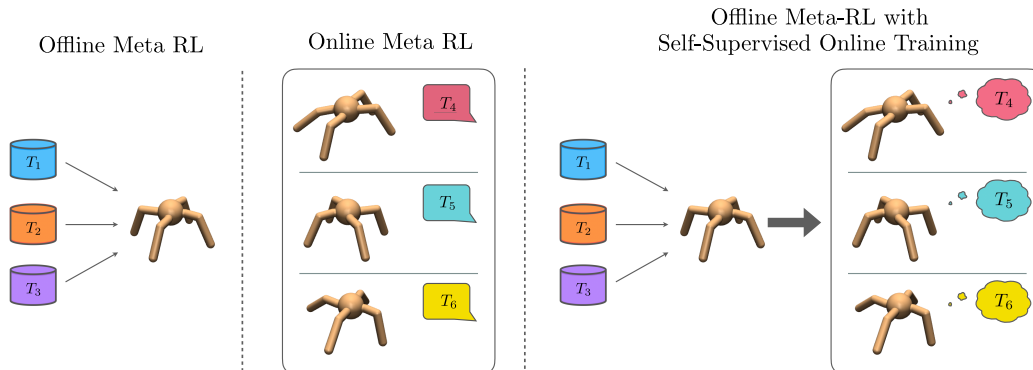 Offline Meta RL
T₁
T₂
T₃
Online Meta RL
T₄
T₅
T₆
Offline Meta-RL with
Self-Supervised Online Training
T₁
T₂
T₃
T₄
T₅
T₆